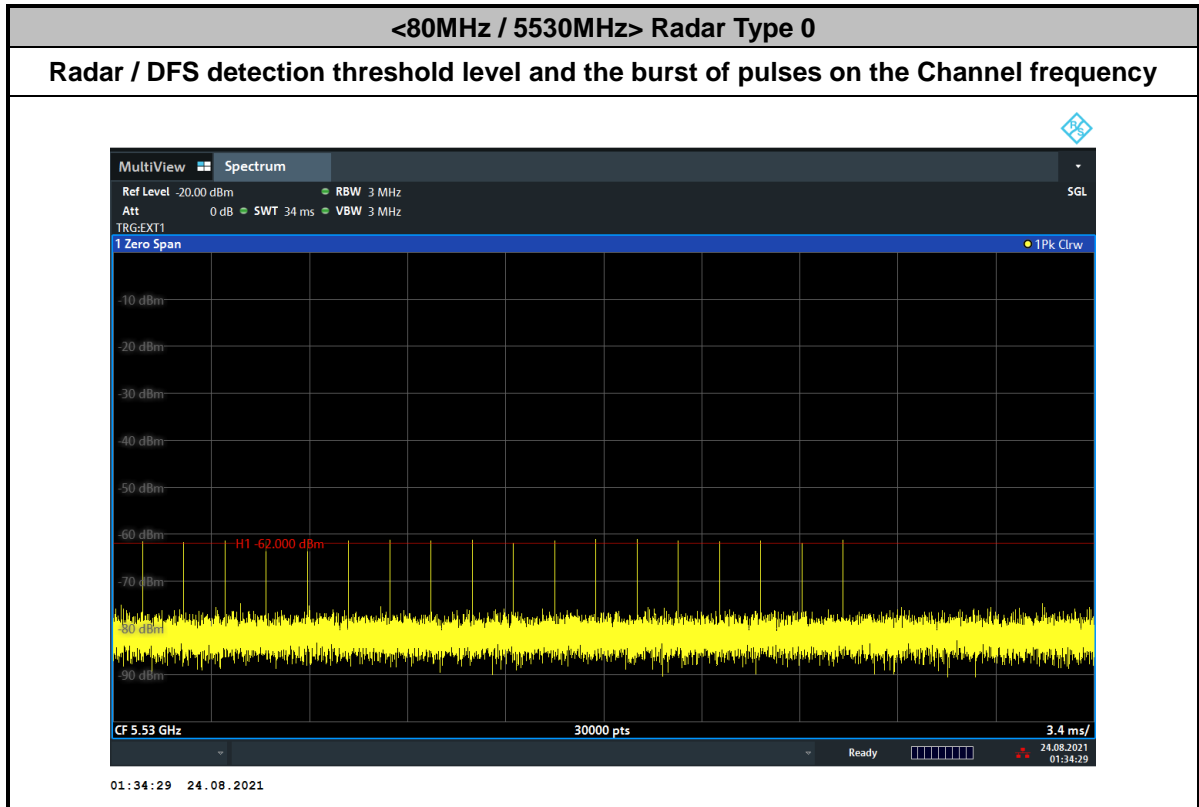 <80MHz / 5530MHz> Radar Type 0
Radar / DFS detection threshold level and the burst of pulses on the Channel frequency
R&S
MultiView Spectrum
Ref Level -20.00 dBm RBW 3 MHz SGL
Att 0 dB SWT 34 ms VBW 3 MHz
TRG:EXT1
1 Zero Span 1Pk Clrw
-10 dBm
-20 dBm
-30 dBm
-40 dBm
-50 dBm
-60 dBm
H1 -62.000 dBm
-70 dBm
-80 dBm
-90 dBm
CF 5.53 GHz 30000 pts 3.4 ms/
Ready 24.08.2021
01:34:29
01:34:29 24.08.2021